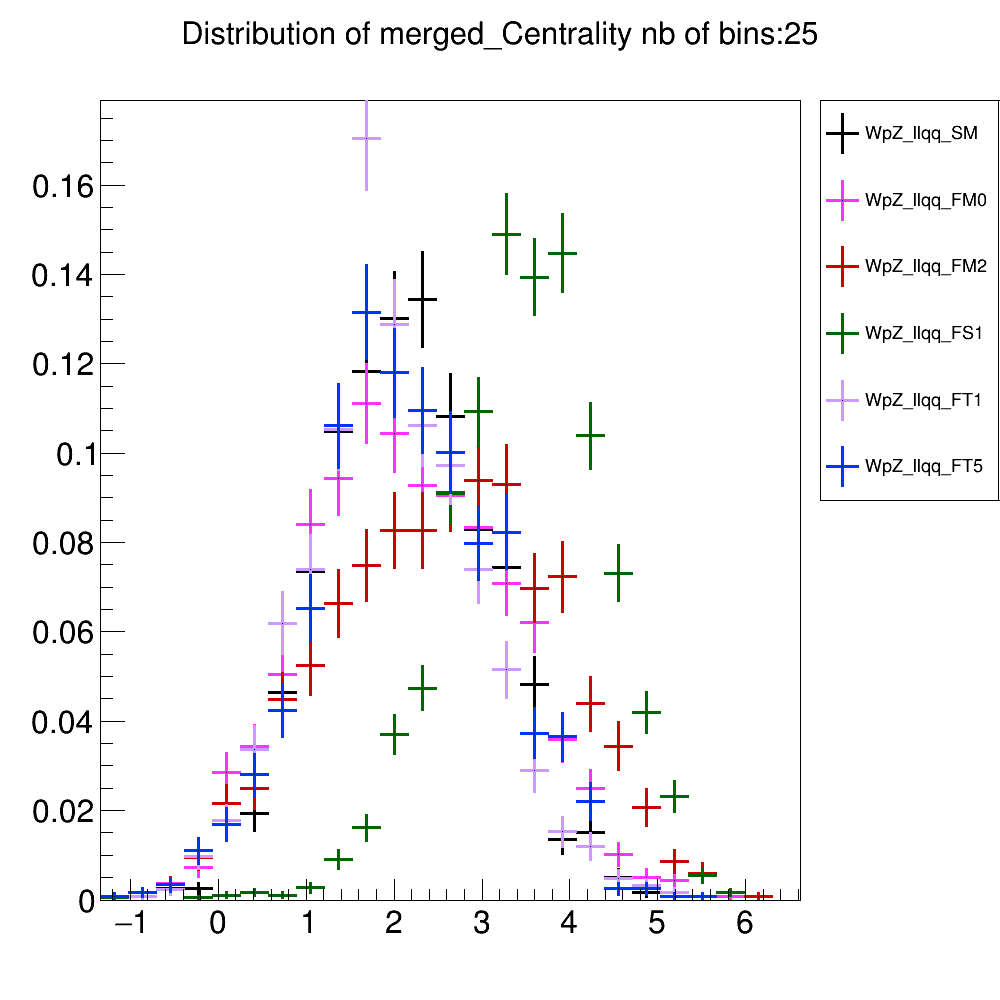 Distribution of merged_Centrality nb of bins:25
WpZ_llqq_SM
WpZ_llqq_FM0
WpZ_llqq_FM2
WpZ_llqq_FS1
WpZ_llqq_FT1
WpZ_llqq_FT5
0.16
0.14
0.12
0.1
0.08
0.06
0.04
0.02
0
−1 0 1 2 3 4 5 6